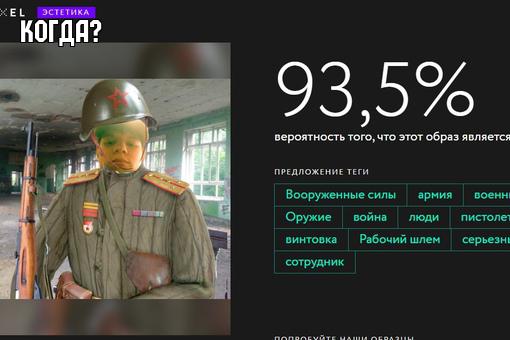 XEL ЭСТЕТИКА
КОГДА?
93,5%
вероятность того, что этот образ является
ПРЕДЛОЖЕНИЕ ТЕГИ
Вооруженные силы армия военн
Оружие война люди пистолет
винтовка Рабочий шлем серьезнь
сотрудник
ПОПРОБУЙТЕ НАШИ ОБРАЗЦЫ